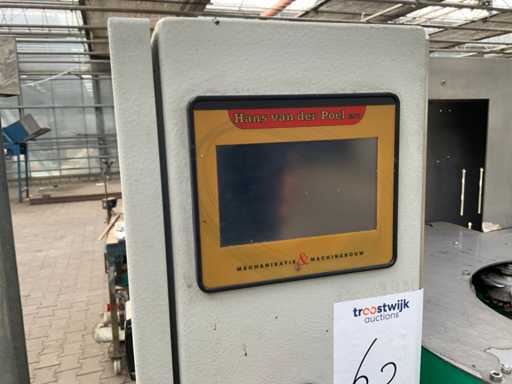 Hans van der Poel
MECHANISATIE & MACHINEBOUW
troostwijk
auctions
62